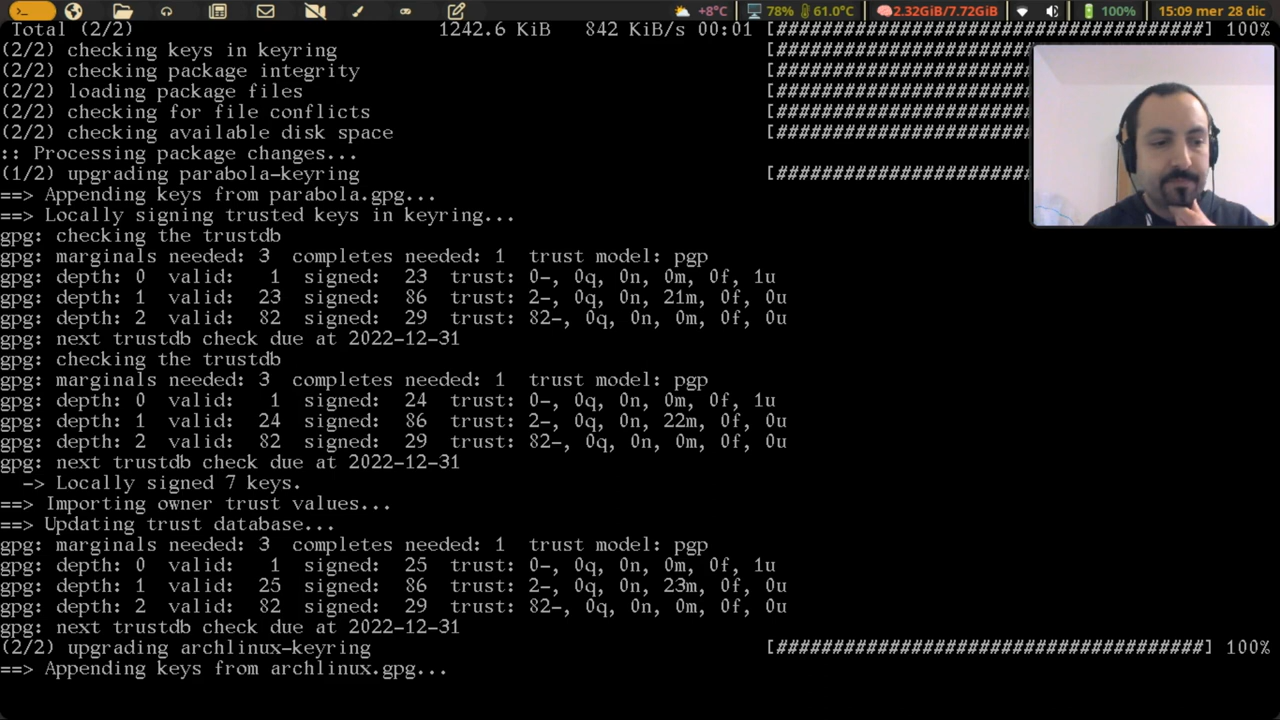 +8°C 78% 61.0°C 2.32GiB/7.72GiB 100% 15:09 mer 28 dic
Total (2/2) 1242.6 KiB 842 KiB/s 00:01 [####################################] 100%
(2/2) checking keys in keyring [######################
(2/2) checking package integrity [######################
(2/2) loading package files [######################
(2/2) checking for file conflicts [######################
(2/2) checking available disk space [######################
:: Processing package changes...
(1/2) upgrading parabola-keyring [######################
==> Appending keys from parabola.gpg...
==> Locally signing trusted keys in keyring...
gpg: checking the trustdb
gpg: marginals needed: 3 completes needed: 1 trust model: pgp
gpg: depth: 0 valid: 1 signed: 23 trust: 0-, 0q, 0n, 0m, 0f, 1u
gpg: depth: 1 valid: 23 signed: 86 trust: 2-, 0q, 0n, 21m, 0f, 0u
gpg: depth: 2 valid: 82 signed: 29 trust: 82-, 0q, 0n, 0m, 0f, 0u
gpg: next trustdb check due at 2022-12-31
gpg: checking the trustdb
gpg: marginals needed: 3 completes needed: 1 trust model: pgp
gpg: depth: 0 valid: 1 signed: 24 trust: 0-, 0q, 0n, 0m, 0f, 1u
gpg: depth: 1 valid: 24 signed: 86 trust: 2-, 0q, 0n, 22m, 0f, 0u
gpg: depth: 2 valid: 82 signed: 29 trust: 82-, 0q, 0n, 0m, 0f, 0u
gpg: next trustdb check due at 2022-12-31
-> Locally signed 7 keys.
==> Importing owner trust values...
==> Updating trust database...
gpg: marginals needed: 3 completes needed: 1 trust model: pgp
gpg: depth: 0 valid: 1 signed: 25 trust: 0-, 0q, 0n, 0m, 0f, 1u
gpg: depth: 1 valid: 25 signed: 86 trust: 2-, 0q, 0n, 23m, 0f, 0u
gpg: depth: 2 valid: 82 signed: 29 trust: 82-, 0q, 0n, 0m, 0f, 0u
gpg: next trustdb check due at 2022-12-31
(2/2) upgrading archlinux-keyring [####################################] 100%
==> Appending keys from archlinux.gpg...